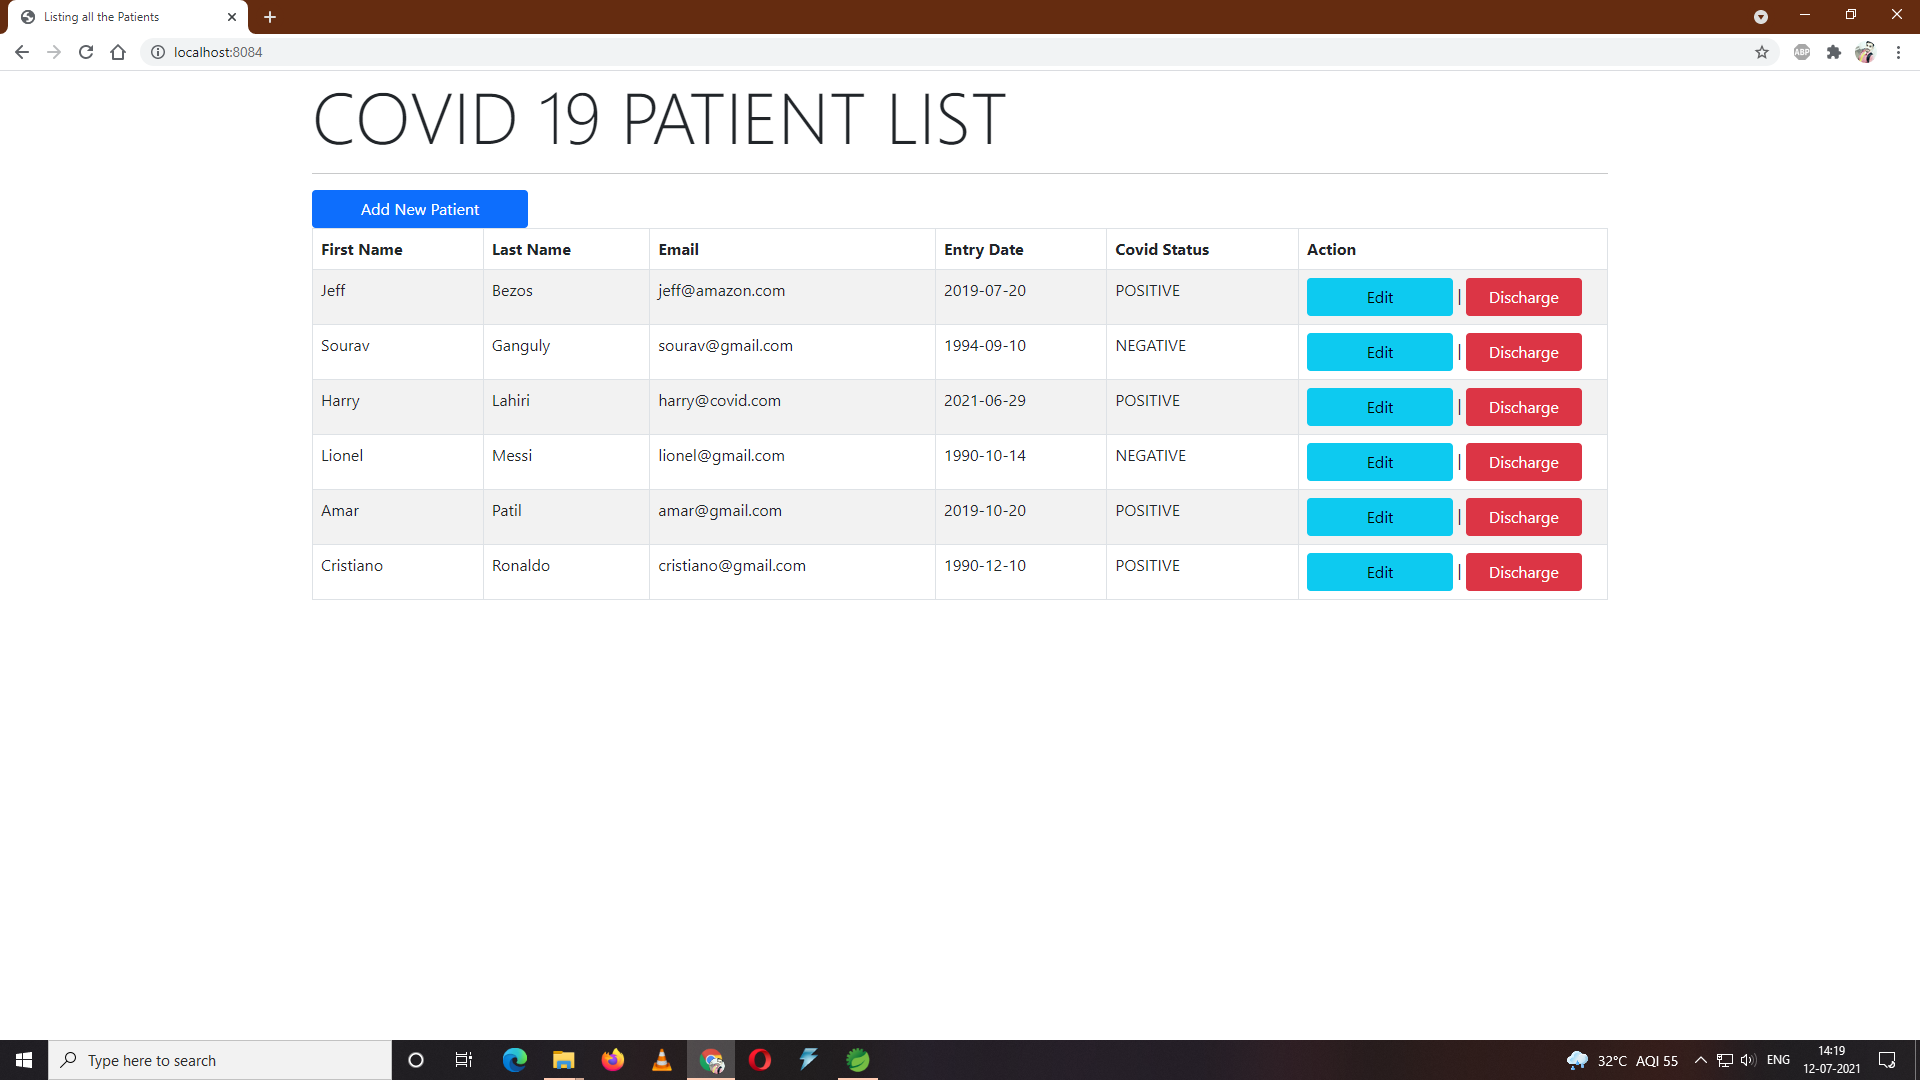 Listing all the Patients
localhost:8084
ABP
COVID 19 PATIENT LIST
Add New Patient
First Name Last Name Email Entry Date Covid Status Action
Jeff Bezos jeff@amazon.com 2019-07-20 POSITIVE Edit | Discharge
Sourav Ganguly sourav@gmail.com 1994-09-10 NEGATIVE Edit | Discharge
Harry Lahiri harry@covid.com 2021-06-29 POSITIVE Edit | Discharge
Lionel Messi lionel@gmail.com 1990-10-14 NEGATIVE Edit | Discharge
Amar Patil amar@gmail.com 2019-10-20 POSITIVE Edit | Discharge
Cristiano Ronaldo cristiano@gmail.com 1990-12-10 POSITIVE Edit | Discharge
Type here to search
32°C AQI 55
ENG
14:19
12-07-2021